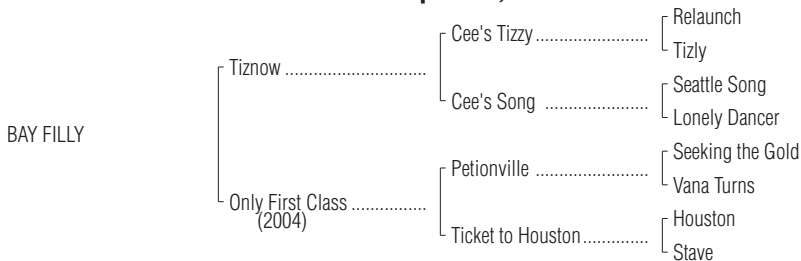 Relaunch
Cee's Tizzy
Tizly
Tiznow
Seattle Song
Cee's Song
Lonely Dancer
BAY FILLY
Seeking the Gold
Petionville
Vana Turns
Only First Class
(2004)
Houston
Ticket to Houston
Stave